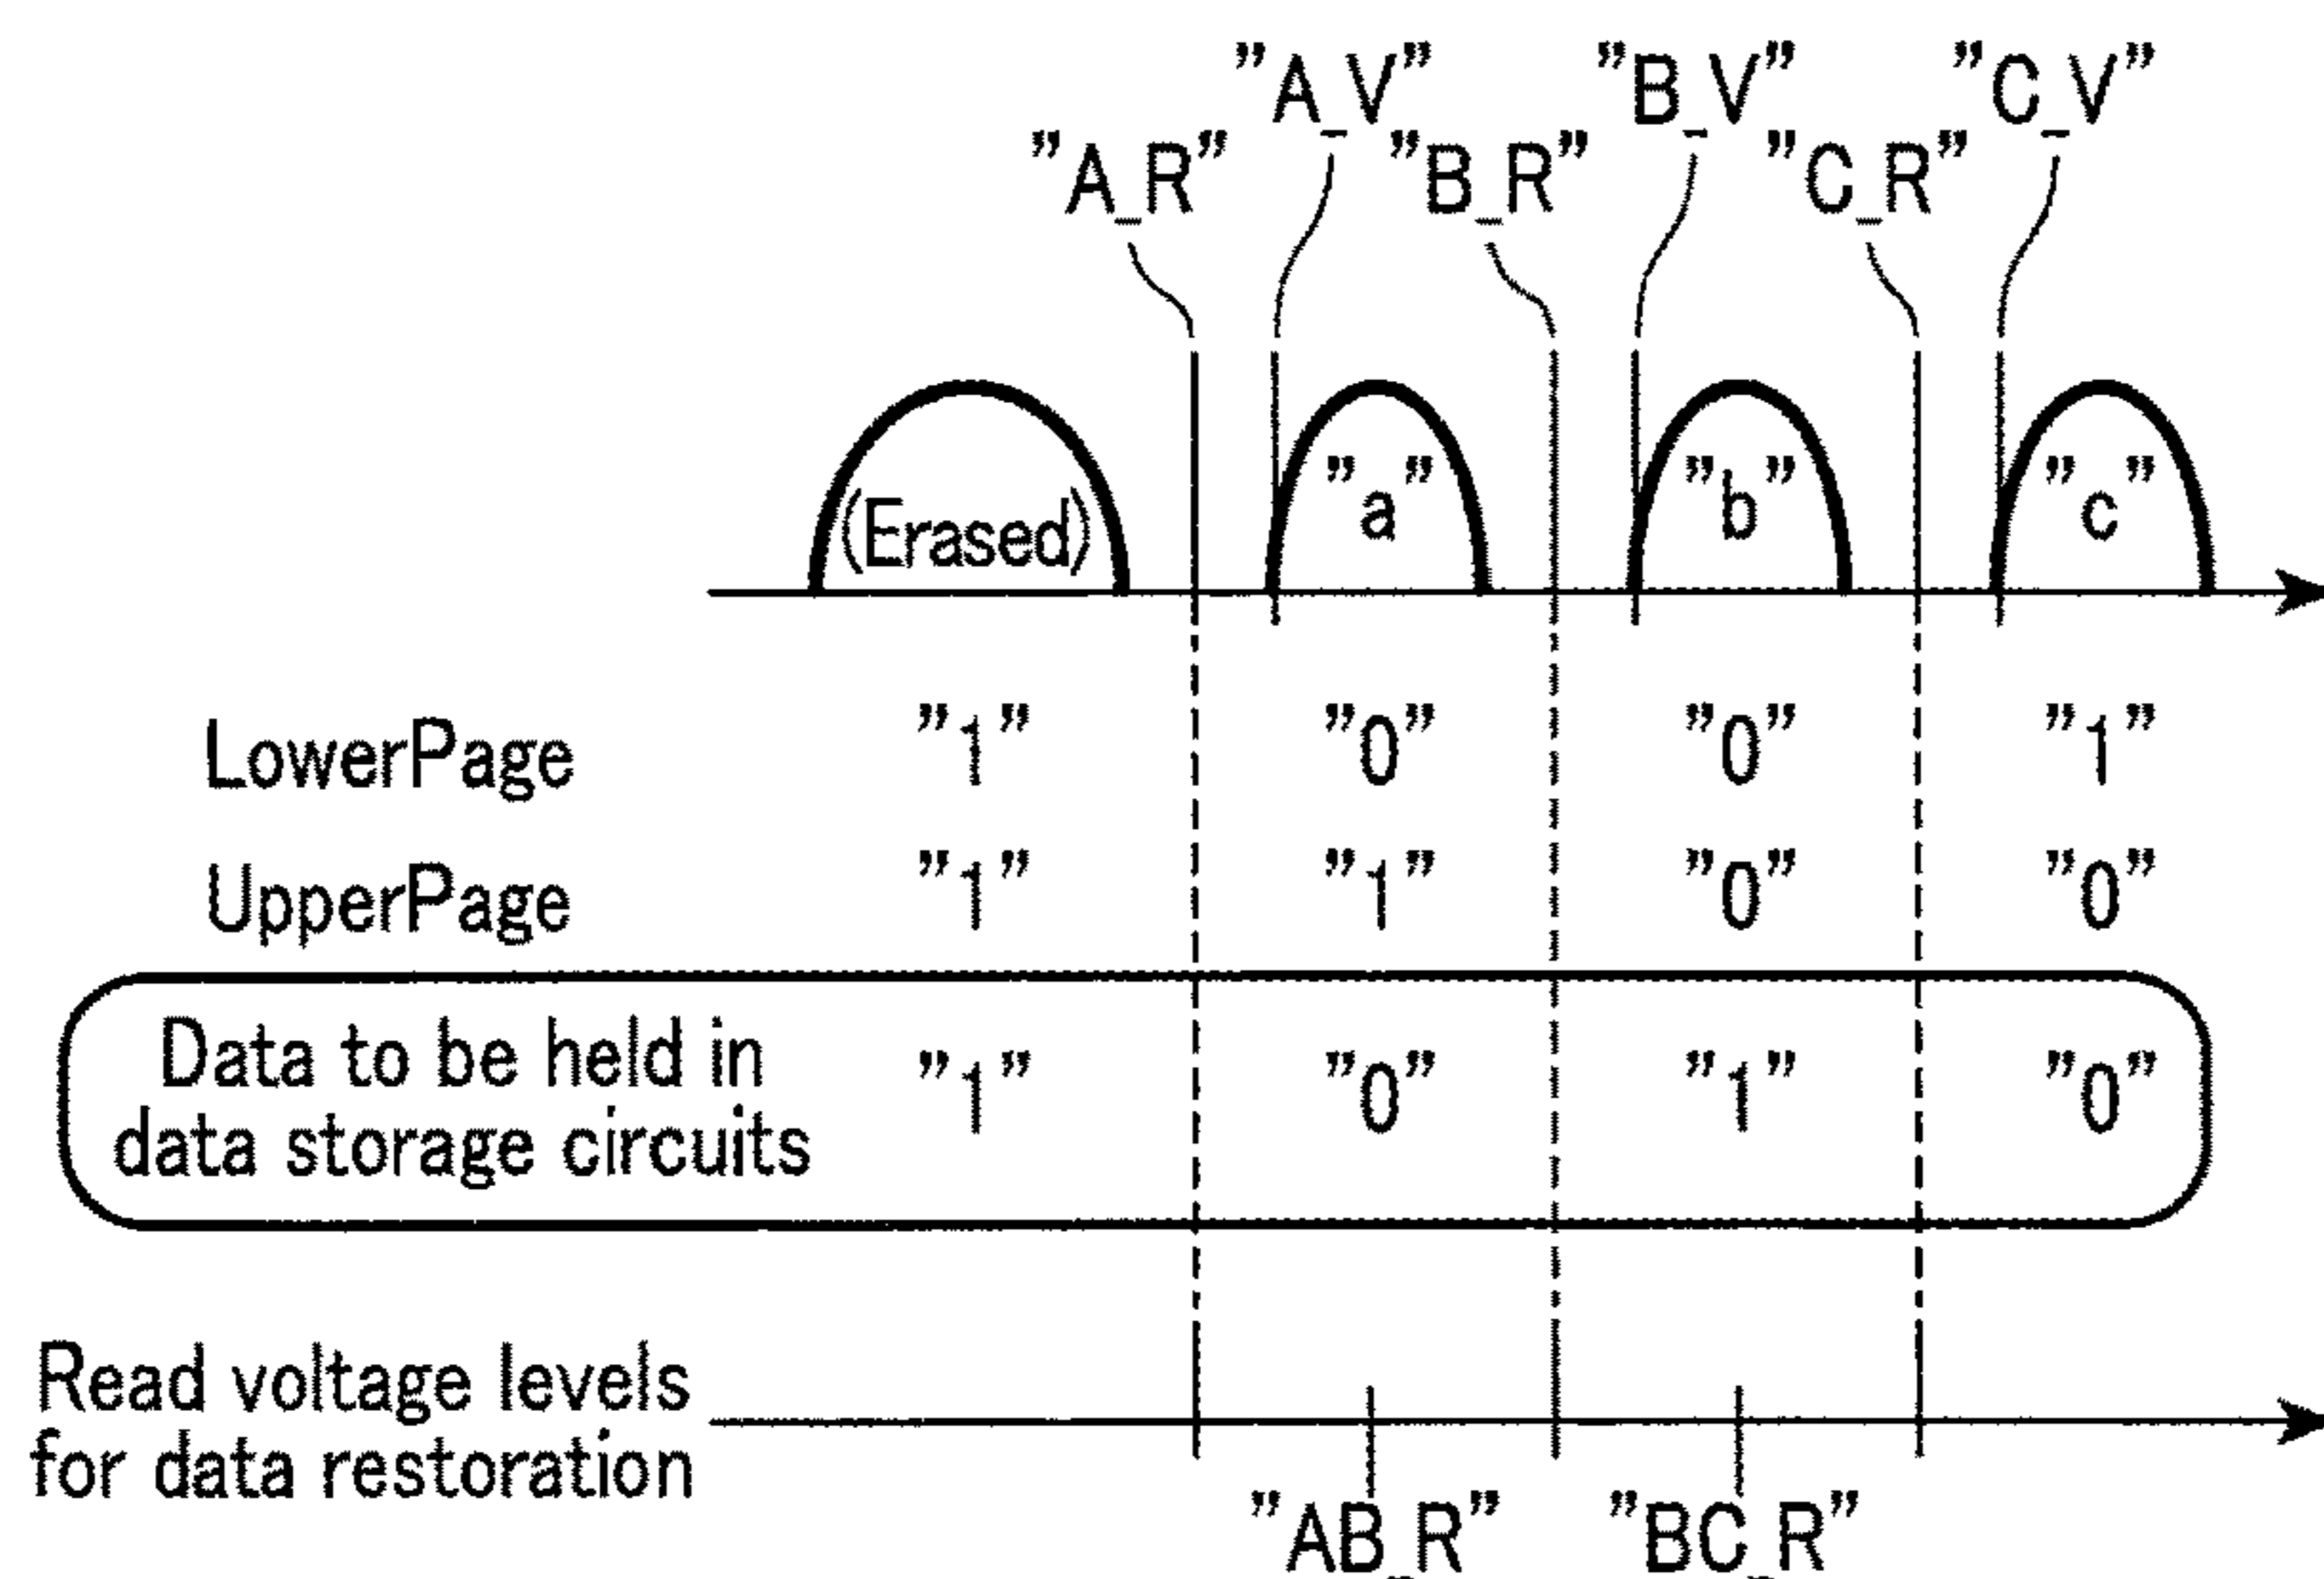 ”A_V” ”B_V” ”C_V”
”A_R” ”B_R” ”C_R”
(Erased) ”a” ”b” ”c”
LowerPage ”1” ”0” ”0” ”1”
UpperPage ”1” ”1” ”0” ”0”
Data to be held in
data storage circuits ”1” ”0” ”1” ”0”
Read voltage levels
for data restoration
”AB_R” ”BC_R”